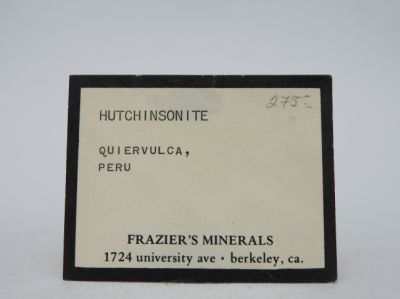 275-
HUTCHINSONITE
QUIERVULCA,
PERU
FRAZIER'S MINERALS
1724 university ave • berkeley, ca.